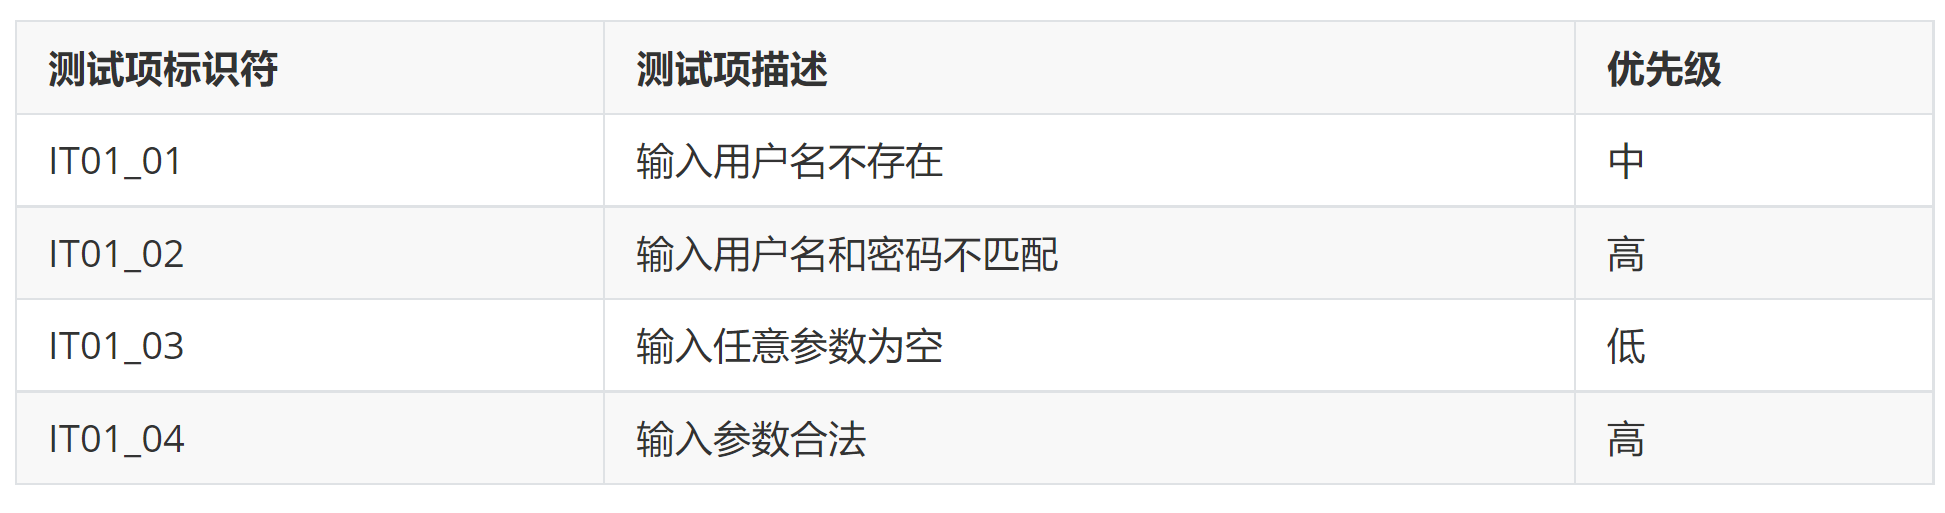 测试项标识符 测试项描述 优先级
IT01_01 输入用户名不存在 中
IT01_02 输入用户名和密码不匹配 高
IT01_03 输入任意参数为空 低
IT01_04 输入参数合法 高